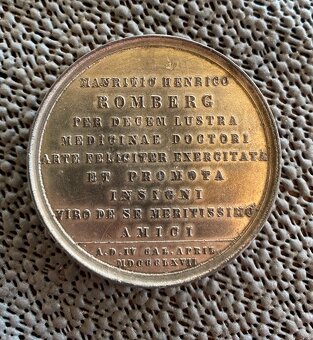 MAURITIO HENRICO
ROMBERG
PER DECEM LUSTRA
MEDICINAE DOCTORI
ARTE FELICITER EXERCITATA
ET PROMOTA
INSIGNI
VIRO DE SE MERITISSIMO
AMICI
A. D. IV CAL. APRIL.
MDCCCLXVII